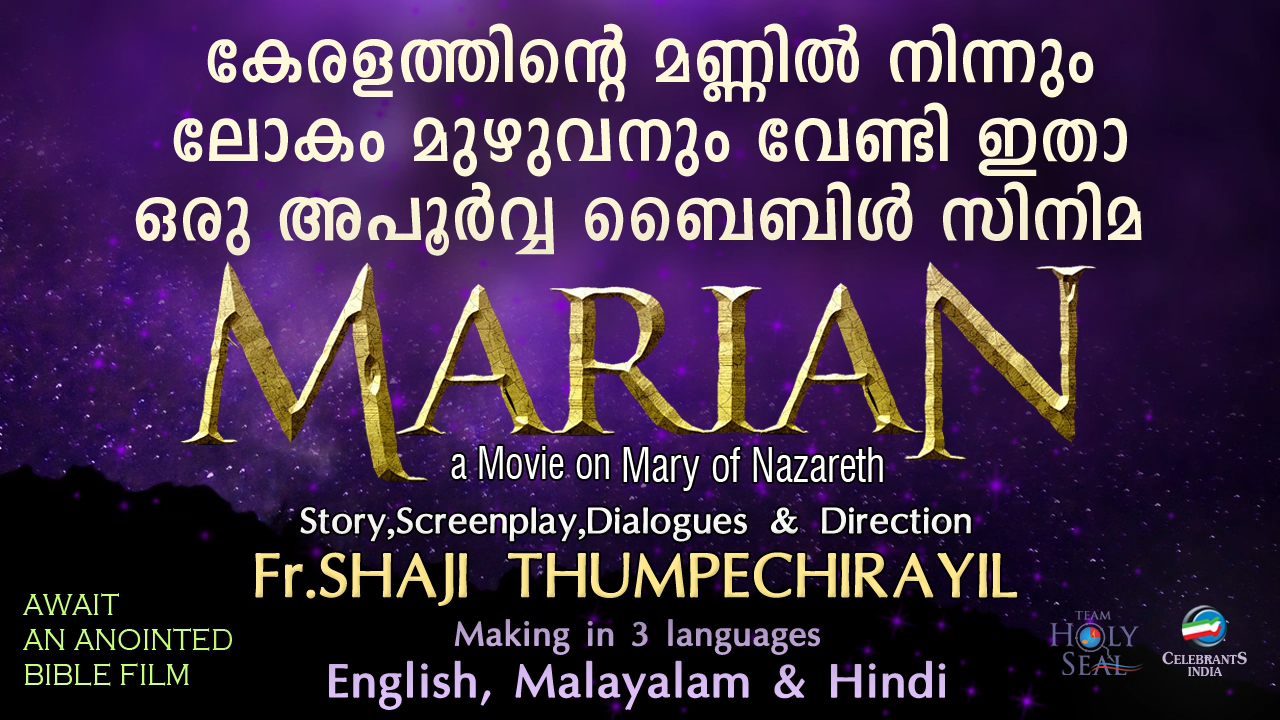 കേരളത്തിന്റെ മണ്ണിൽ നിന്നും
ലോകം മുഴുവനും വേണ്ടി ഇതാ
ഒരു അപൂർവ്വ ബൈബിൾ സിനിമ
MARIAN
a Movie on Mary of Nazareth
Story,Screenplay,Dialogues & Direction
Fr.SHAJI THUMPECHIRAYIL
Making in 3 languages
English, Malayalam & Hindi
AWAIT
AN ANOINTED
BIBLE FILM
TEAM
HOLY
SEAL
CELEBRANTS
INDIA